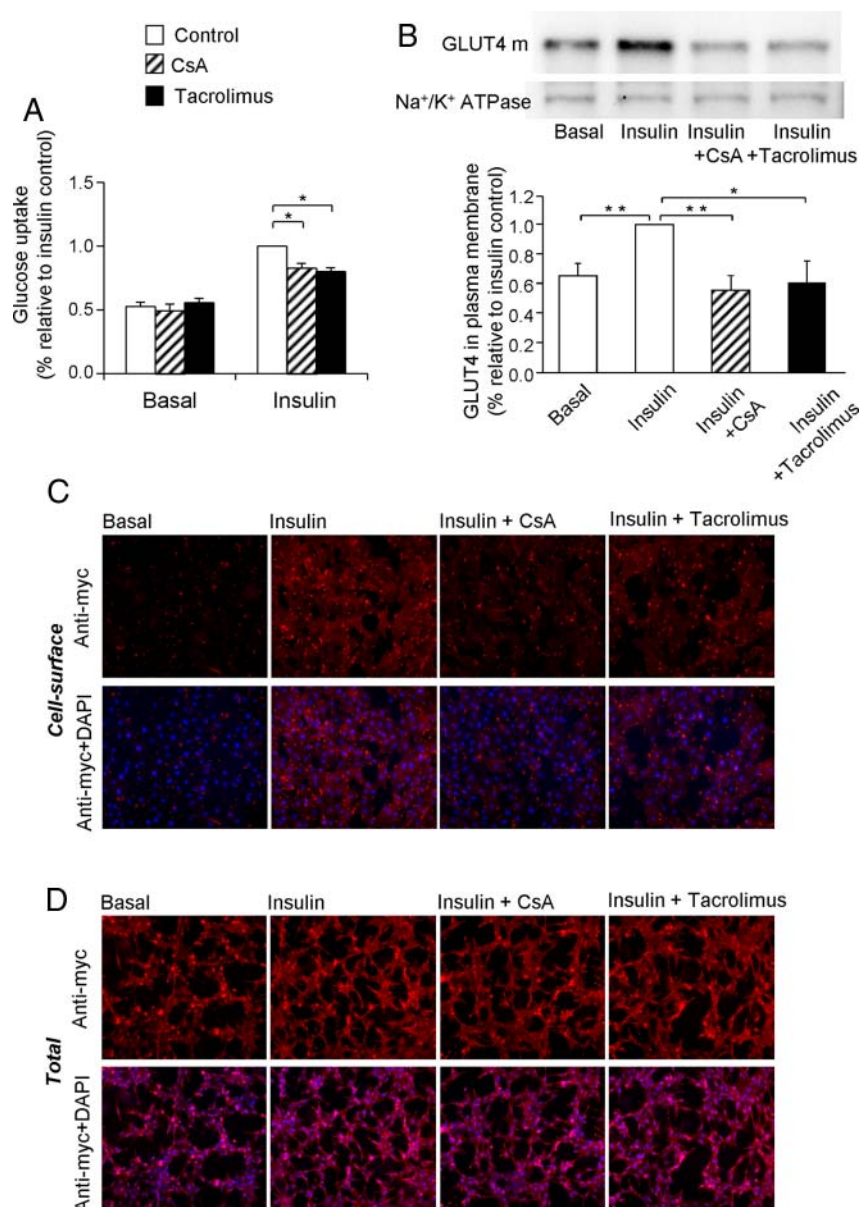 Control
CsA
Tacrolimus
A
Glucose uptake
(% relative to insulin control)
1.5
1.0
0.5
0.0
*
*
Basal
Insulin
B
GLUT4 m
Na⁺/K⁺ ATPase
Basal
Insulin
Insulin
+CsA
Insulin
+Tacrolimus
GLUT4 in plasma membrane
(% relative to insulin control)
1.2
1.0
0.8
0.6
0.4
0.2
0.0
* *
* *
*
Basal
Insulin
Insulin
+CsA
Insulin
+Tacrolimus
C
Basal
Insulin
Insulin + CsA
Insulin + Tacrolimus
Cell-surface
Anti-myc
Anti-myc+DAPI
D
Basal
Insulin
Insulin + CsA
Insulin + Tacrolimus
Total
Anti-myc
Anti-myc+DAPI